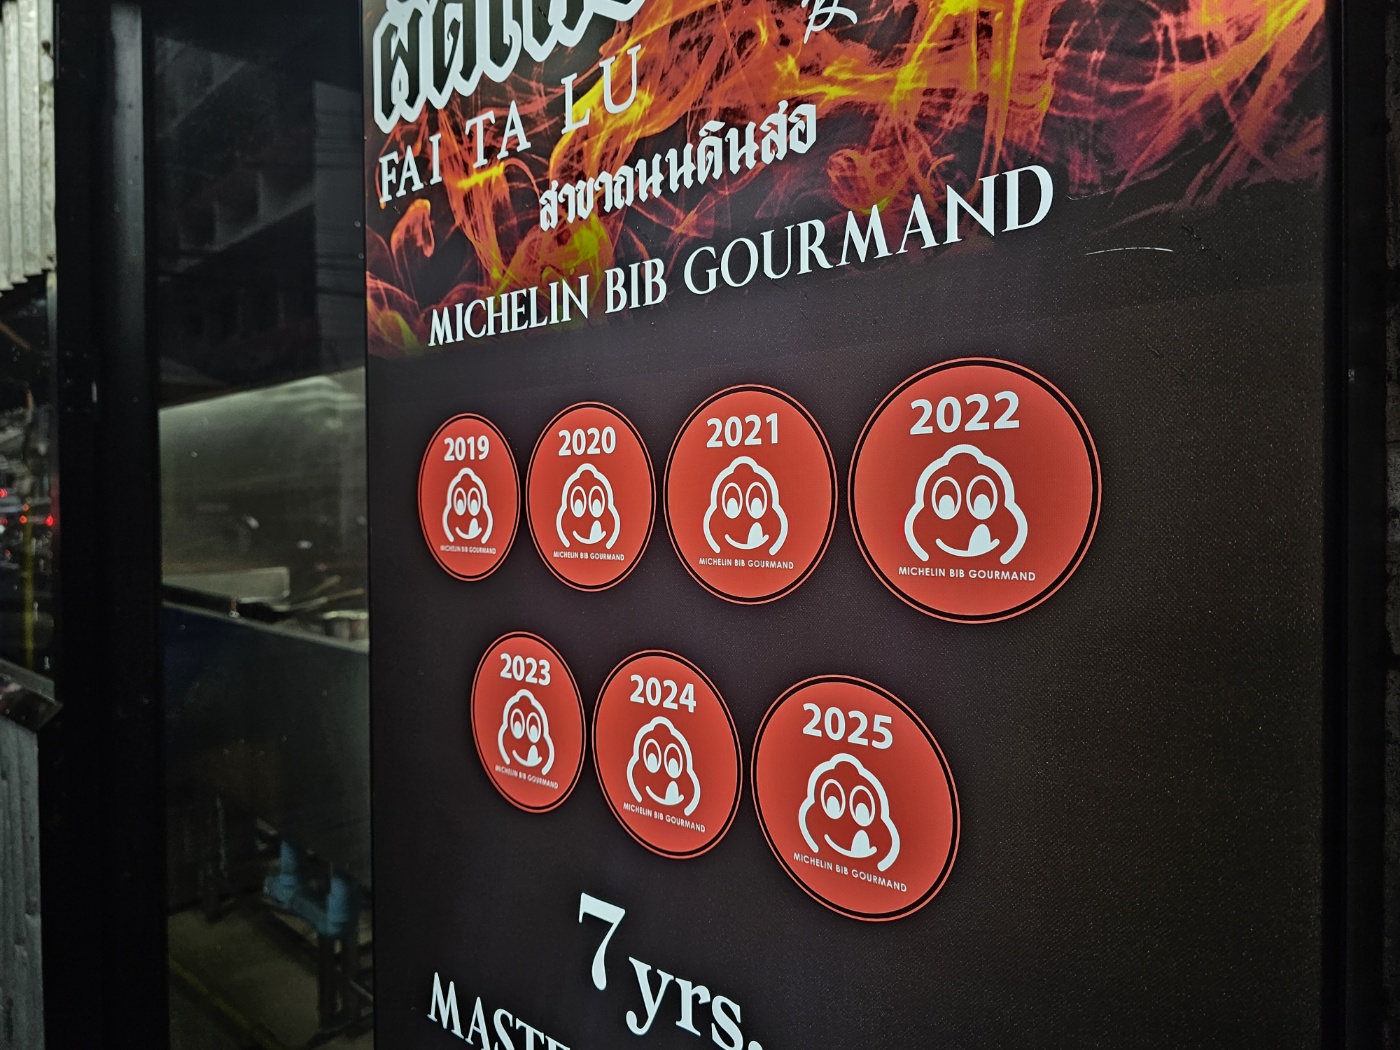 FAI TA LU
สาขาถนนดินสอ
MICHELIN BIB GOURMAND
2019
MICHELIN BIB GOURMAND
2020
MICHELIN BIB GOURMAND
2021
MICHELIN BIB GOURMAND
2022
MICHELIN BIB GOURMAND
2023
MICHELIN BIB GOURMAND
2024
MICHELIN BIB GOURMAND
2025
MICHELIN BIB GOURMAND
7 yrs.